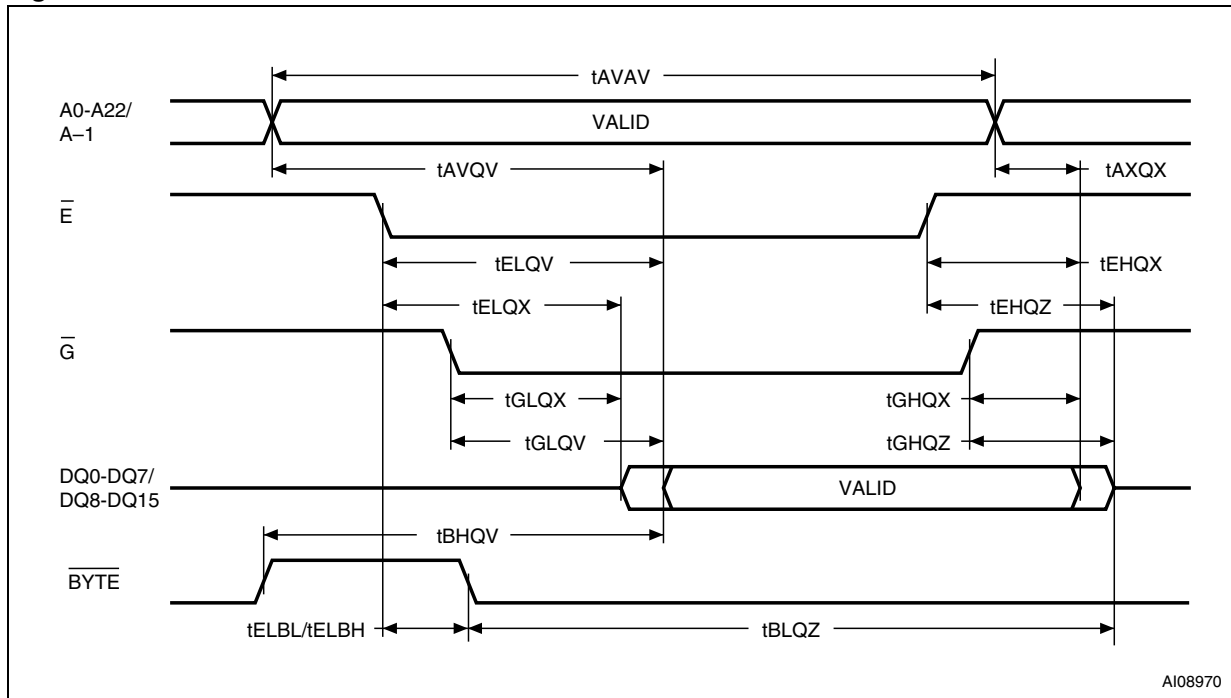 tAVAV
A0-A22/
A–1
VALID
tAVQV
tAXQX
E
tELQV
tEHQX
tELQX
tEHQZ
G
tGLQX
tGHQX
tGLQV
tGHQZ
DQ0-DQ7/
DQ8-DQ15
VALID
tBHQV
BYTE
tELBL/tELBH
tBLQZ
AI08970